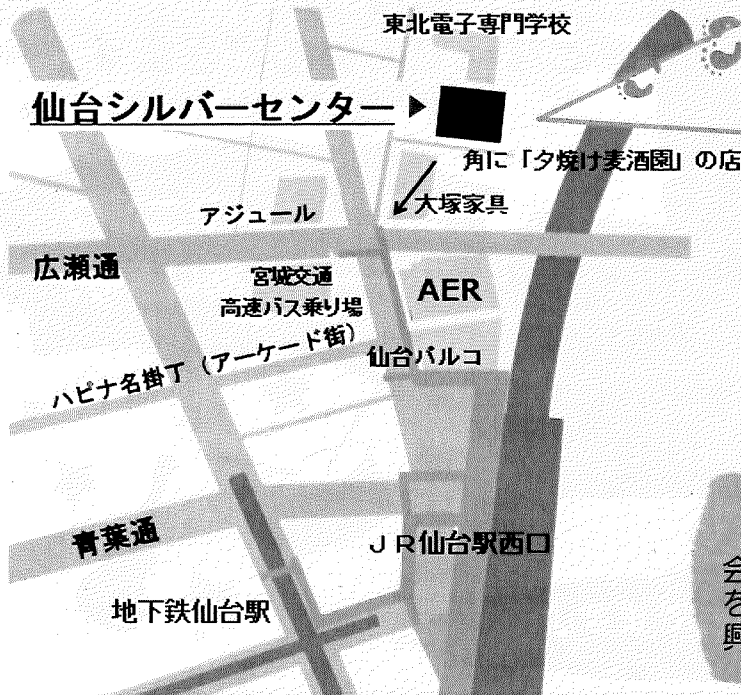 東北電子専門学校
仙台シルバーセンター
角に「夕焼け麦酒園」の店
大塚家具
アジュール
広瀬通
宮城交通
高速バス乗り場
AER
ハピナ名掛丁（アーケード街）
仙台パルコ
青葉通
JR仙台駅西口
地下鉄仙台駅
会
を
興